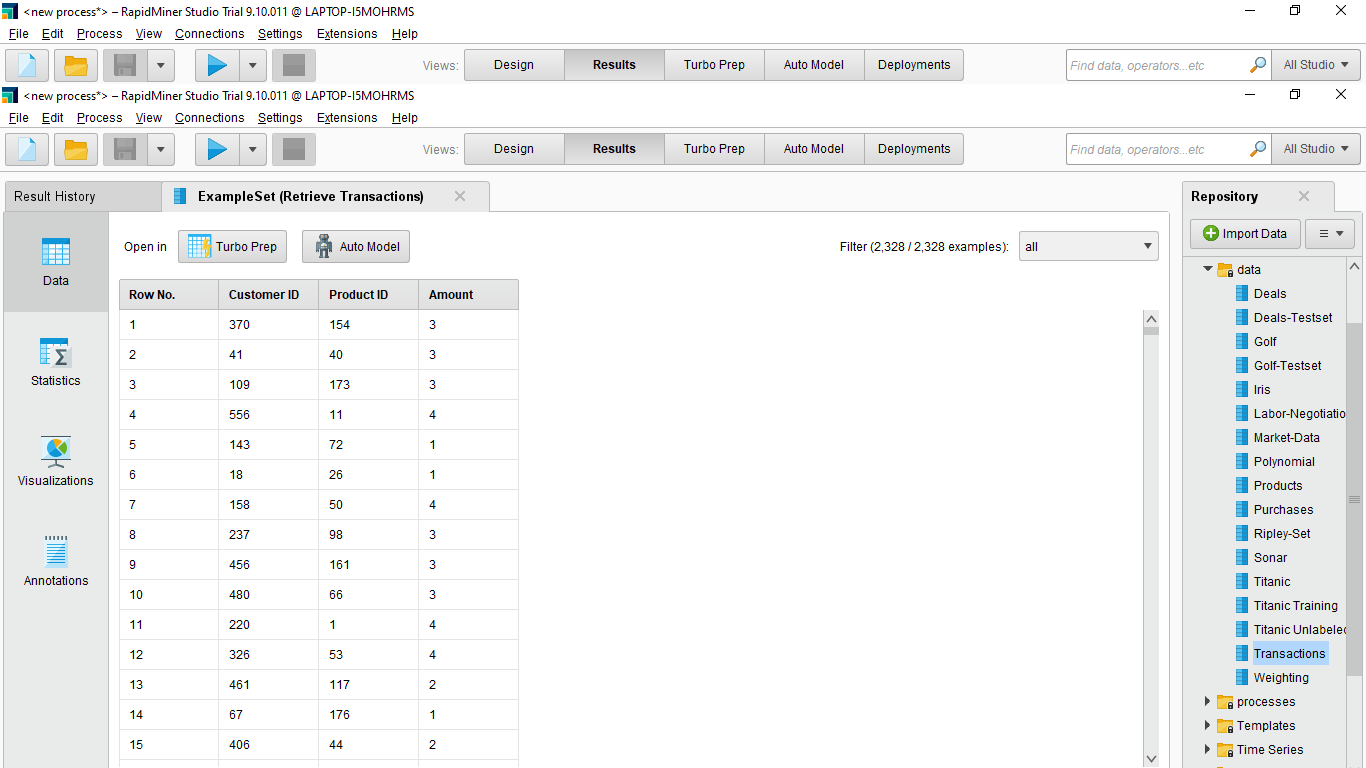 <new process*> – RapidMiner Studio Trial 9.10.011 @ LAPTOP-I5MOHRMS
File Edit Process View Connections Settings Extensions Help
Views: Design Results Turbo Prep Auto Model Deployments Find data, operators...etc All Studio
<new process*> – RapidMiner Studio Trial 9.10.011 @ LAPTOP-I5MOHRMS
File Edit Process View Connections Settings Extensions Help
Views: Design Results Turbo Prep Auto Model Deployments Find data, operators...etc All Studio
Result History
ExampleSet (Retrieve Transactions)
Data
Statistics
Visualizations
Annotations
Open in Turbo Prep Auto Model Filter (2,328 / 2,328 examples): all
Row No. Customer ID Product ID Amount
1 370 154 3
2 41 40 3
3 109 173 3
4 556 11 4
5 143 72 1
6 18 26 1
7 158 50 4
8 237 98 3
9 456 161 3
10 480 66 3
11 220 1 4
12 326 53 4
13 461 117 2
14 67 176 1
15 406 44 2
Repository
Import Data
data
Deals
Deals-Testset
Golf
Golf-Testset
Iris
Labor-Negotiatio
Market-Data
Polynomial
Products
Purchases
Ripley-Set
Sonar
Titanic
Titanic Training
Titanic Unlabeled
Transactions
Weighting
processes
Templates
Time Series